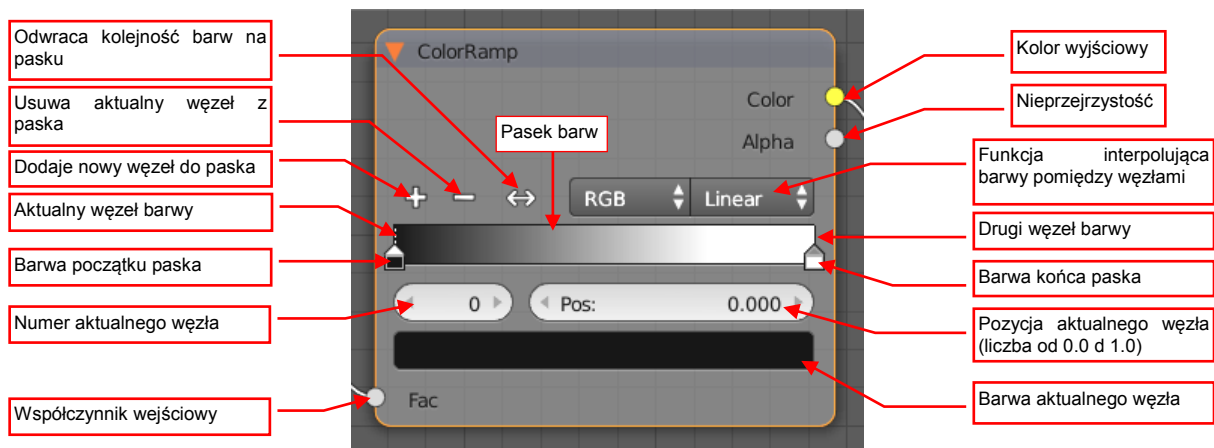 Odwraca kolejność barw na
pasku
Usuwa aktualny węzeł z
paska
Dodaje nowy węzeł do paska
Aktualny węzeł barwy
Barwa początku paska
Numer aktualnego węzła
Współczynnik wejściowy
ColorRamp
Color
Alpha
Pasek barw
RGB
Linear
0
Pos:
0.000
Fac
Kolor wyjściowy
Nieprzejrzystość
Funkcja interpolująca
barwy pomiędzy węzłami
Drugi węzeł barwy
Barwa końca paska
Pozycja aktualnego węzła
(liczba od 0.0 d 1.0)
Barwa aktualnego węzła